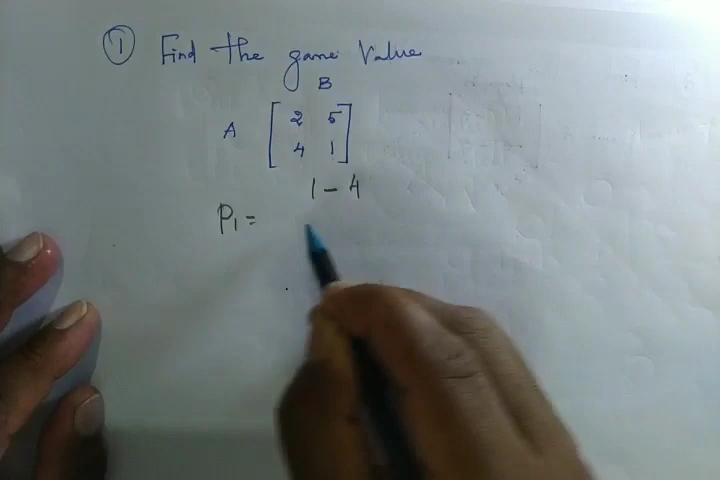 ① Find the game Value
B
A [ 2 5
4 1 ]
1 - 4
P1 =